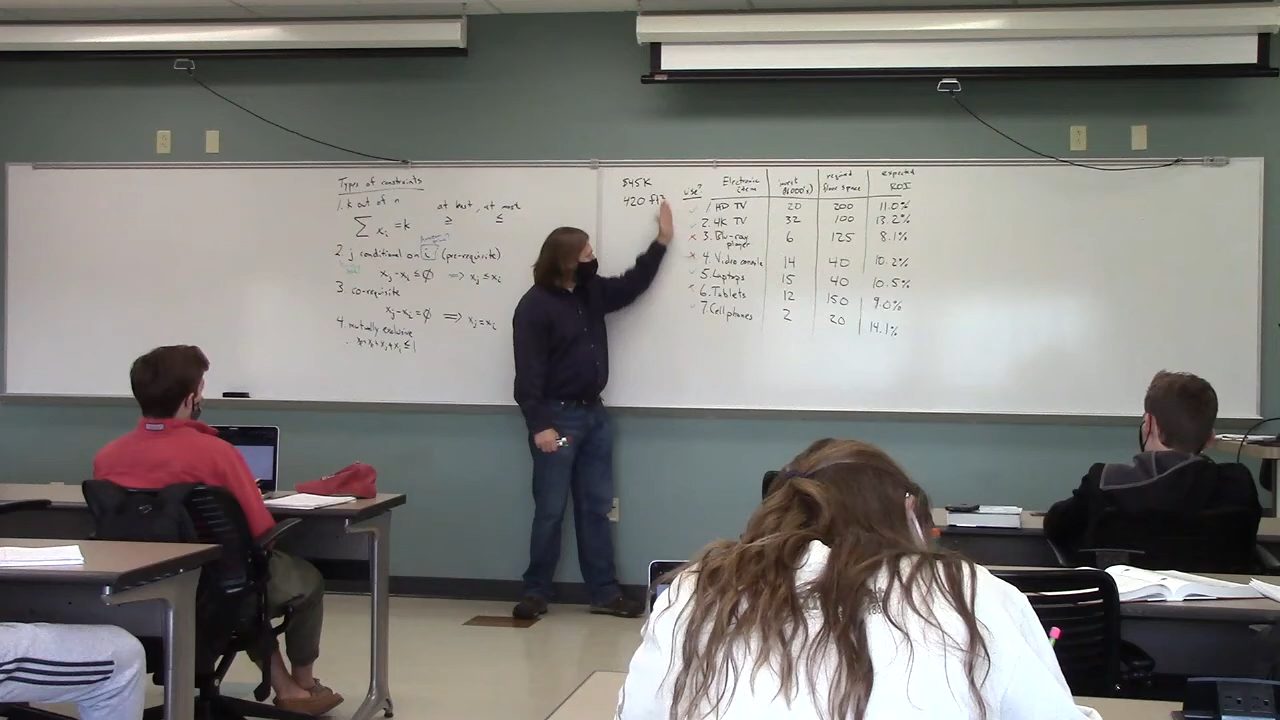 Types of constraints
1. k out of n at least, at most
∑ xᵢ = k ≥ ≤
2. j conditional on i (pre-requisite)
xⱼ - xᵢ ≤ 0 ⇒ xⱼ ≤ xᵢ
3. co-requisite
xⱼ - xᵢ = 0 ⇒ xⱼ = xᵢ
4. Mutually exclusive
$45K
420 ft²
use? Electronic item invest ($1000's) required floor space expected ROI
✓ 1. HD TV 20 200 11.0%
✓ 2. 4K TV 32 100 13.2%
x 3. Blu-ray player 6 125 8.1%
x 4. Video console 14 40 10.2%
✓ 5. Laptops 15 40 10.5%
x 6. Tablets 12 150 9.0%
✓ 7. Cell phones 2 20 14.1%